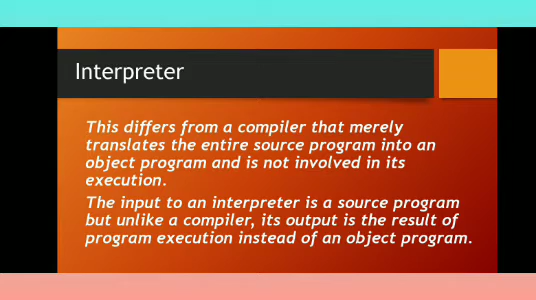 Interpreter
This differs from a compiler that merely
translates the entire source program into an
object program and is not involved in its
execution.
The input to an interpreter is a source program
but unlike a compiler, its output is the result of
program execution instead of an object program.